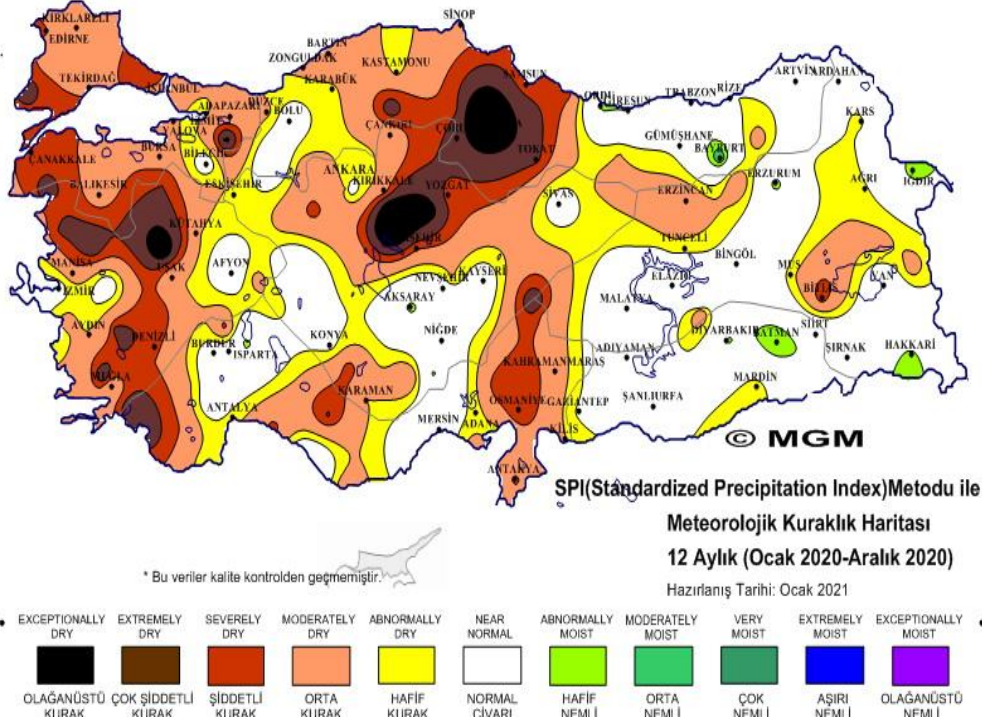 SİNOP
KIRKLARELİ
EDİRNE
BARTIN
ZONGULDAK
KASTAMONU
KARABÜK
TEKİRDAĞ
SAMSUN
ARTVİN
ARDAHAN
ORDU
GİRESUN
TRABZON
RİZE
İSTANBUL
ADAPAZARI
DÜZCE
BOLU
KARS
İZMİT
YALOVA
ÇANKIRI
GÜMÜŞHANE
BAYBURT
BURSA
TOKAT
ÇANAKKALE
ANKARA
ERZURUM
AĞRI
IĞDIR
BALIKESİR
ESKİŞEHİR
KIRIKKALE
YOZGAT
SİVAS
ERZİNCAN
KÜTAHYA
TUNCELİ
MANİSA
UŞAK
AFYON
NEVŞEHİR
KAYSERİ
ELAZIĞ
BİNGÖL
MUŞ
VAN
İZMİR
AKSARAY
MALATYA
BİTLİS
AYDIN
DENİZLİ
BURDUR
ISPARTA
KONYA
NİĞDE
ADIYAMAN
DİYARBAKIR
BATMAN
SİİRT
ŞIRNAK
HAKKARİ
MUĞLA
KARAMAN
KAHRAMANMARAŞ
MARDİN
ANTALYA
MERSİN
ADANA
OSMANİYE
GAZİANTEP
ŞANLIURFA
KİLİS
ANTAKYA
© MGM
SPI(Standardized Precipitation Index)Metodu ile
Meteorolojik Kuraklık Haritası
12 Aylık (Ocak 2020-Aralık 2020)
Hazırlanış Tarihi: Ocak 2021
* Bu veriler kalite kontrolden geçmemiştir.
EXCEPTIONALLY DRY
EXTREMELY DRY
SEVERELY DRY
MODERATELY DRY
ABNORMALLY DRY
NEAR NORMAL
ABNORMALLY MOIST
MODERATELY MOIST
VERY MOIST
EXTREMELY MOIST
EXCEPTIONALLY MOIST
OLAĞANÜSTÜ KURAK
ÇOK ŞİDDETLİ KURAK
ŞİDDETLİ KURAK
ORTA KURAK
HAFİF KURAK
NORMAL CİVARI
HAFİF NEMLİ
ORTA NEMLİ
ÇOK NEMLİ
AŞIRI NEMLİ
OLAĞANÜSTÜ NEMLİ